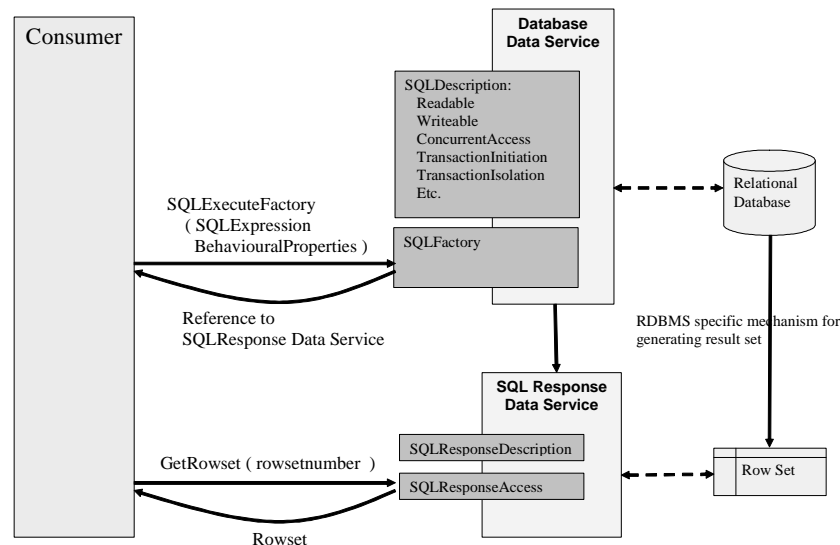 Consumer
Database
Data Service
SQLDescription:
Readable
Writeable
ConcurrentAccess
TransactionInitiation
TransactionIsolation
Etc.
Relational
Database
SQLExecuteFactory
( SQLExpression
BehaviouralProperties )
SQLFactory
Reference to
SQLResponse Data Service
RDBMS specific mechanism for
generating result set
SQL Response
Data Service
SQLResponseDescription
GetRowset ( rowsetnumber )
SQLResponseAccess
Row Set
Rowset